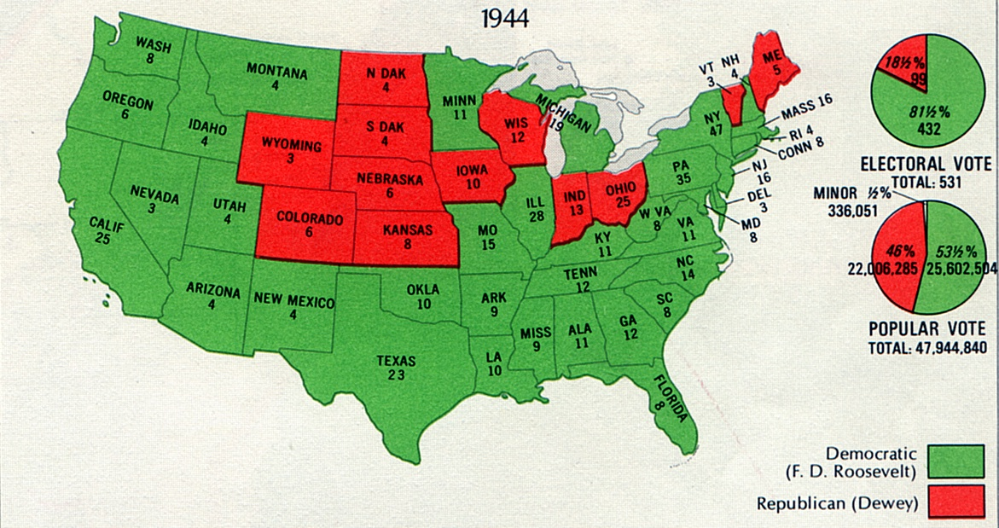 1944
WASH
8
OREGON
6
CALIF
25
NEVADA
3
IDAHO
4
MONTANA
4
WYOMING
3
UTAH
4
ARIZONA
4
COLORADO
6
NEW MEXICO
4
N DAK
4
S DAK
4
NEBRASKA
6
KANSAS
8
OKLA
10
TEXAS
23
MINN
11
IOWA
10
MO
15
ARK
9
LA
10
WIS
12
ILL
28
MICHIGAN
19
IND
13
OHIO
25
KY
11
TENN
12
MISS
9
ALA
11
GA
12
FLORIDA
8
SC
8
NC
14
VA
11
W VA
8
PA
35
NY
47
VT
3
NH
4
ME
5
MASS 16
RI 4
CONN 8
NJ
16
DEL
3
MD
8
18½%
99
81½%
432
ELECTORAL VOTE
TOTAL: 531
MINOR ½%
336,051
46%
22,006,285
53½%
25,602,504
POPULAR VOTE
TOTAL: 47,944,840
Democratic
(F. D. Roosevelt)
Republican (Dewey)